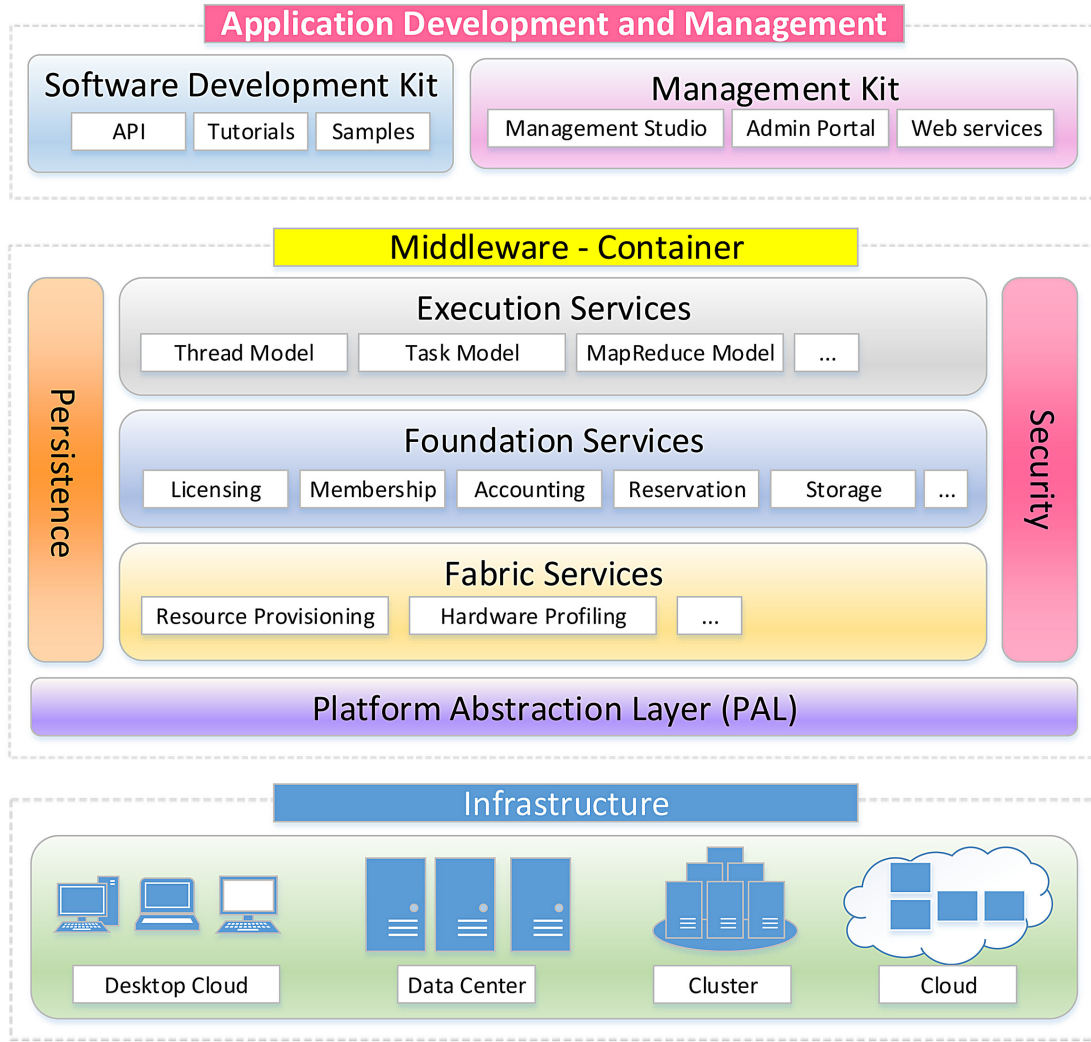 Application Development and Management
Software Development Kit
API
Tutorials
Samples
Management Kit
Management Studio
Admin Portal
Web services
Middleware - Container
Persistence
Execution Services
Thread Model
Task Model
MapReduce Model
...
Foundation Services
Licensing
Membership
Accounting
Reservation
Storage
...
Fabric Services
Resource Provisioning
Hardware Profiling
...
Security
Platform Abstraction Layer (PAL)
Infrastructure
Desktop Cloud
Data Center
Cluster
Cloud